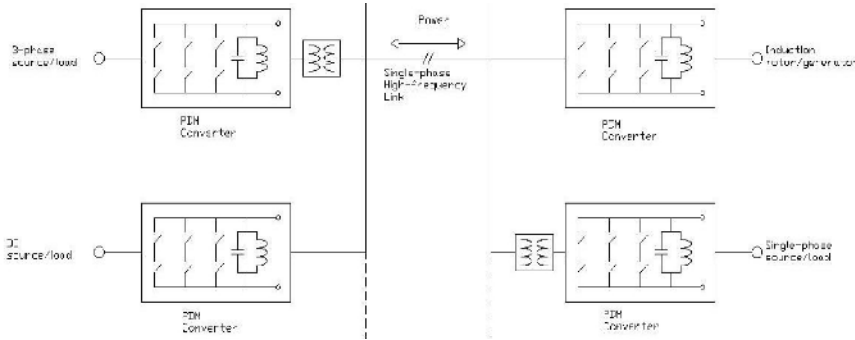 3-phase
source/load
PDM
Converter
Power
Single-phase
High-frequency
Link
Induction
motor/generator
PDM
Converter
DC
source/load
PDM
Converter
Single-phase
source/load
PDM
Converter